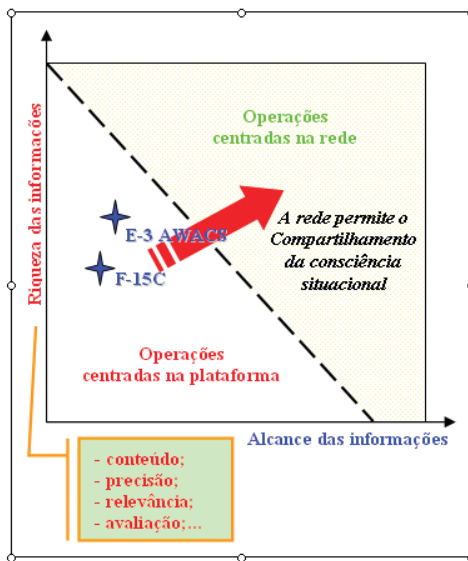 Riqueza das informações
Operações
centradas na rede
A rede permite o
Compartilhamento
da consciência
situacional
E-3 AWACS
F-15C
Operações
centradas na plataforma
Alcance das informações
- conteúdo;
- precisão;
- relevância;
- avaliação;...